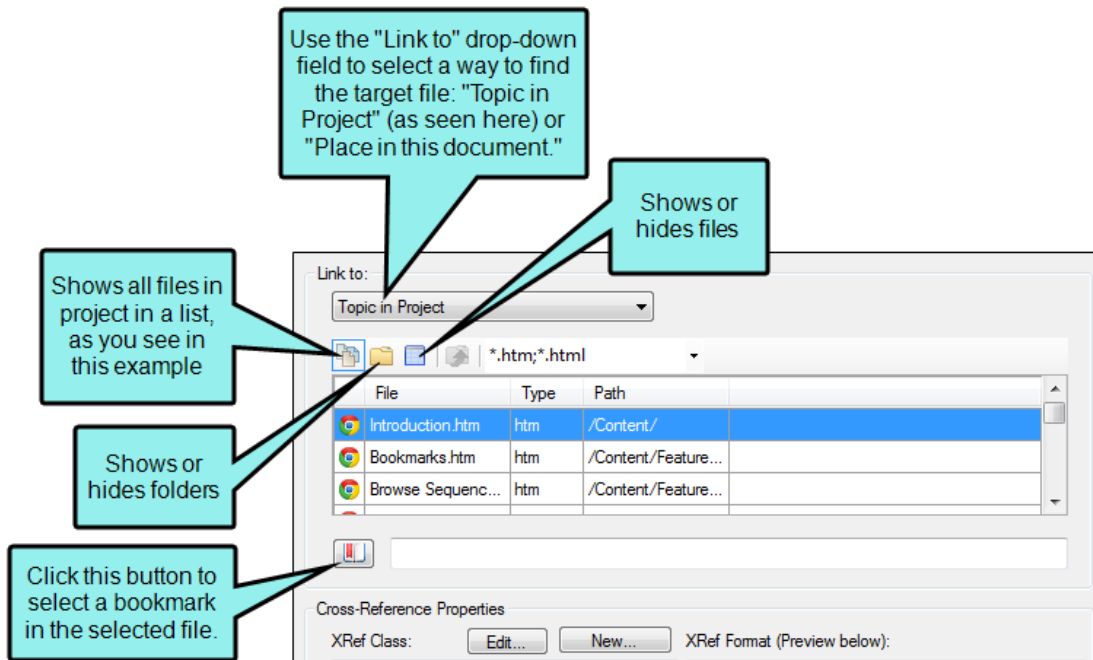 Use the "Link to" drop-down
field to select a way to find
the target file: "Topic in
Project" (as seen here) or
"Place in this document."
Shows or
hides files
Shows all files in
project in a list,
as you see in
this example
Shows or
hides folders
Click this button to
select a bookmark
in the selected file.
Link to:
Topic in Project
*.htm;*.html
File Type Path
Introduction.htm htm /Content/
Bookmarks.htm htm /Content/Feature...
Browse Sequenc... htm /Content/Feature...
Cross-Reference Properties
XRef Class: Edit... New... XRef Format (Preview below):